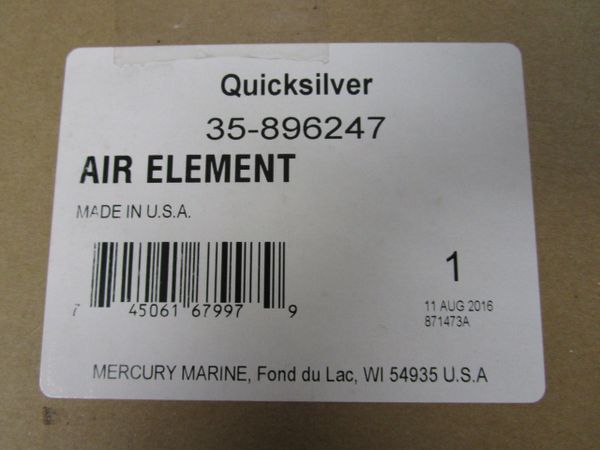 Quicksilver
35-896247
AIR ELEMENT
MADE IN U.S.A.
7 45061 67997 9
1
11 AUG 2016
871473A
MERCURY MARINE, Fond du Lac, WI 54935 U.S.A